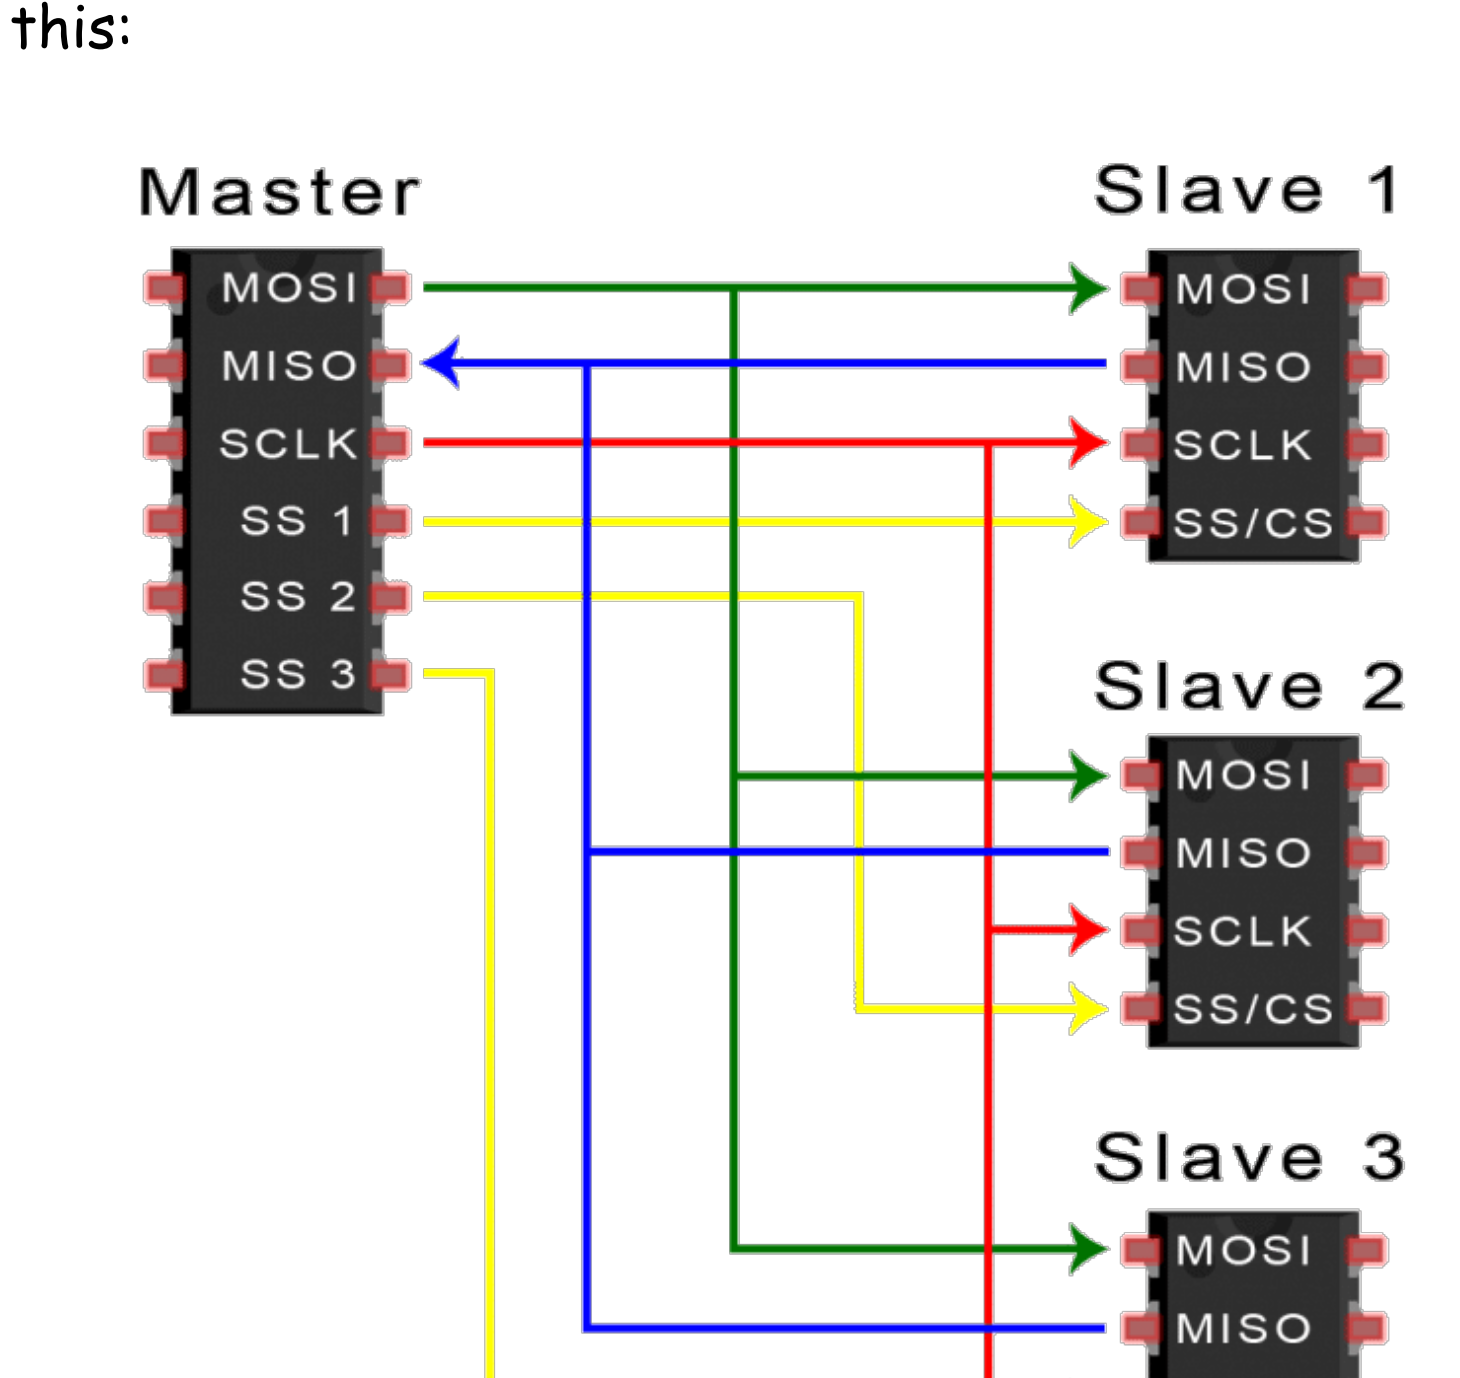 this:
Master
MOSI
MISO
SCLK
SS 1
SS 2
SS 3
Slave 1
MOSI
MISO
SCLK
SS/CS
Slave 2
MOSI
MISO
SCLK
SS/CS
Slave 3
MOSI
MISO